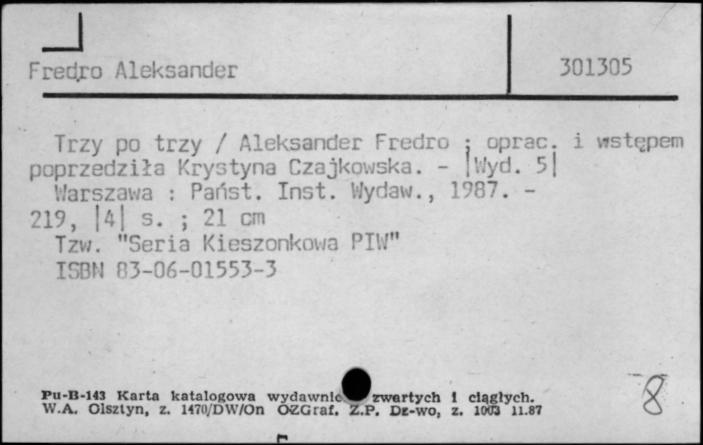 Fredro Aleksander
301305
Trzy po trzy / Aleksander Fredro ; oprac. i wstępem
poprzedziła Krystyna Czajkowska. - |Wyd. 5|
Warszawa : Państ. Inst. Wydaw., 1987. -
219, |4| s. ; 21 cm
Tzw. "Seria Kieszonkowa PIW"
ISBN 83-06-01553-3
Pu-B-143 Karta katalogowa wydawnic zwartych i ciągłych.
W.A. Olsztyn, z. 1470/DW/On OZGraf. Z.P. Dz-wo, z. 1003 11.87
8